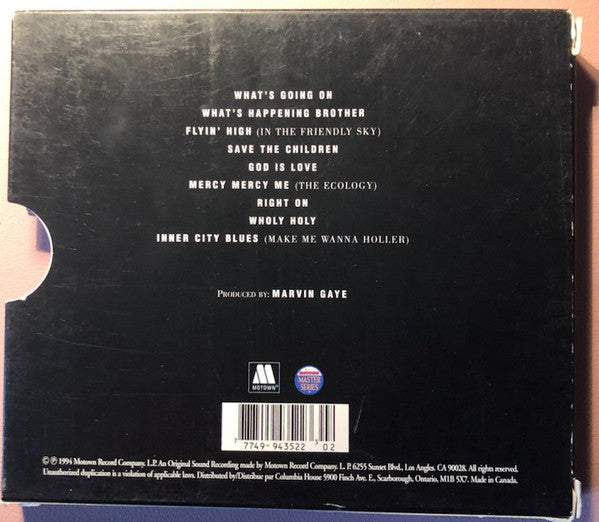 WHAT'S GOING ON
WHAT'S HAPPENING BROTHER
FLYIN' HIGH (IN THE FRIENDLY SKY)
SAVE THE CHILDREN
GOD IS LOVE
MERCY MERCY ME (THE ECOLOGY)
RIGHT ON
WHOLY HOLY
INNER CITY BLUES (MAKE ME WANNA HOLLER)
PRODUCED BY: MARVIN GAYE
MOTOWN
MASTER
SERIES
7 7749-943522 3 02
© ℗ 1994 Motown Record Company. L.P. An Original Sound Recording made by Motown Record Company. L. P. 6255 Sunset Blvd., Los Angles. CA 90028. All rights reserved.
Unauthorized duplication is a violation of applicable laws. Distributed by/Distribue par Columbia House 5900 Finch Ave. E., Scarborough, Ontario, M1B 5X7. Made in Canada.